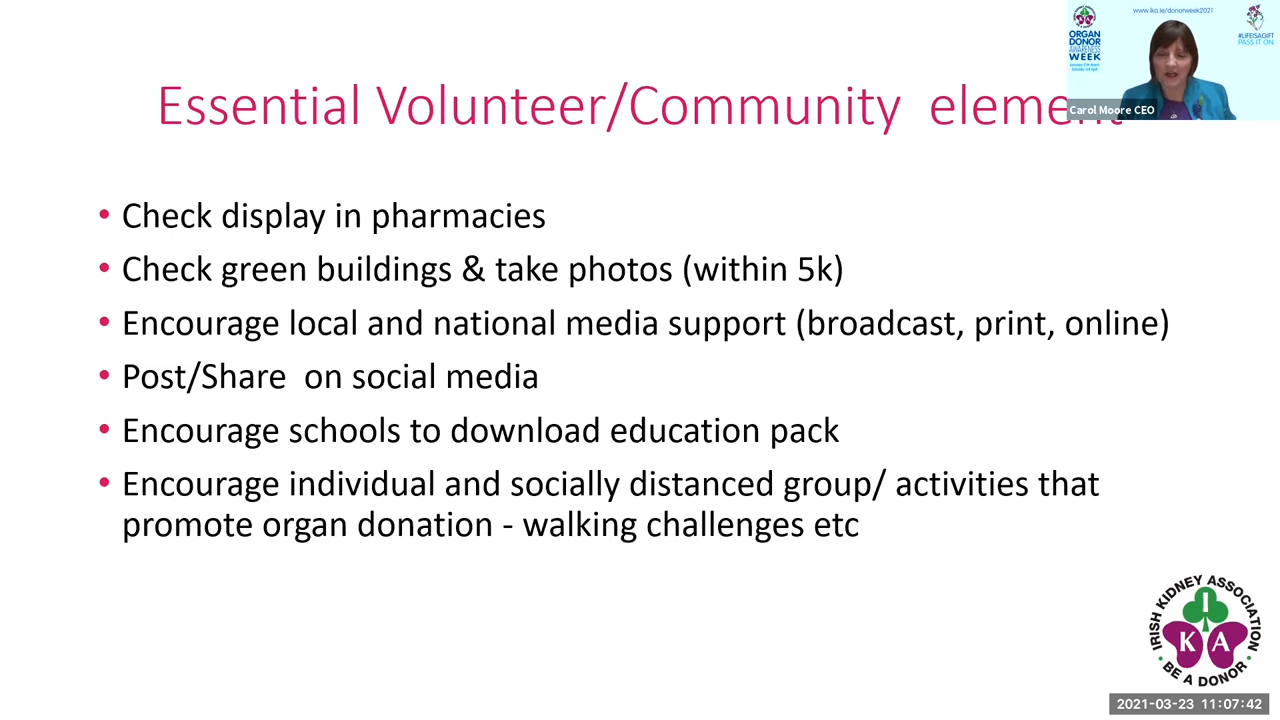 www.ika.ie/donorweek2021
ORGAN
DONOR
AWARENESS
WEEK
#LIFEISAGIFT
PASS IT ON
Carol Moore CEO
Essential Volunteer/Community element
• Check display in pharmacies
• Check green buildings & take photos (within 5k)
• Encourage local and national media support (broadcast, print, online)
• Post/Share on social media
• Encourage schools to download education pack
• Encourage individual and socially distanced group/ activities that
promote organ donation - walking challenges etc
IRISH KIDNEY ASSOCIATION
I
K A
• BE A DONOR •
2021-03-23 11:07:42